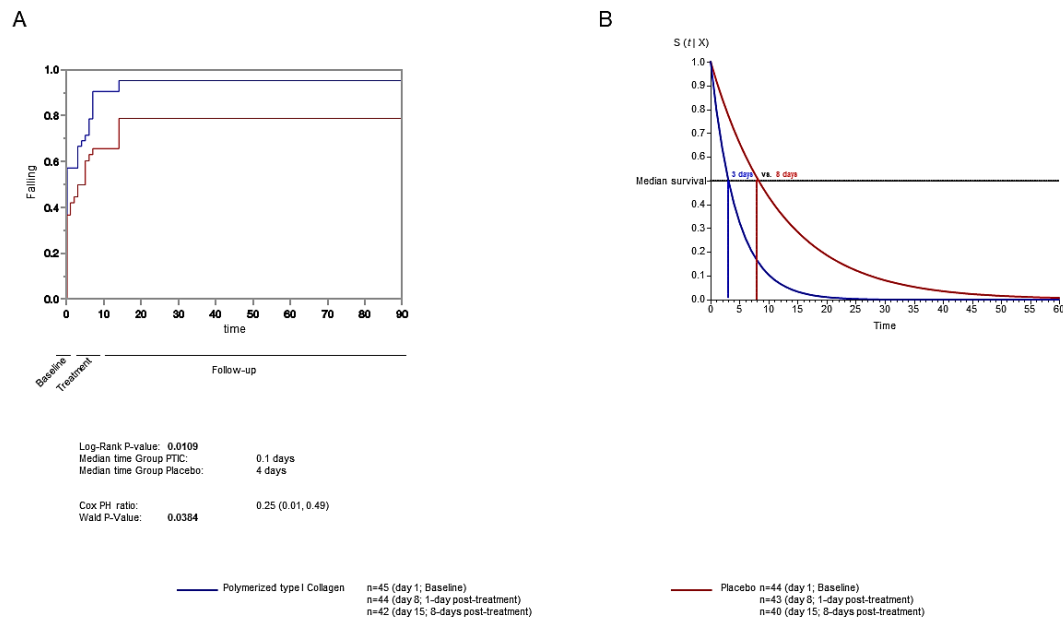 A
1.0
0.8
0.6
0.4
0.2
0.0
Falling
0 10 20 30 40 50 60 70 80 90
time
Baseline
Treatment
Follow-up
Log-Rank P-value: 0.0109
Median time Group PTIC: 0.1 days
Median time Group Placebo: 4 days
Cox PH ratio: 0.25 (0.01, 0.49)
Wald P-Value: 0.0384
B
S (t | X)
1.0
0.9
0.8
0.7
0.6
Median survival
3 days vs. 8 days
0.4
0.3
0.2
0.1
0.0
0 5 10 15 20 25 30 35 40 45 50 55 60
Time
Polymerized type I Collagen n=45 (day 1; Baseline)
n=44 (day 8; 1-day post-treatment)
n=42 (day 15; 8-days post-treatment)
Placebo n=44 (day 1; Baseline)
n=43 (day 8; 1-day post-treatment)
n=40 (day 15; 8-days post-treatment)